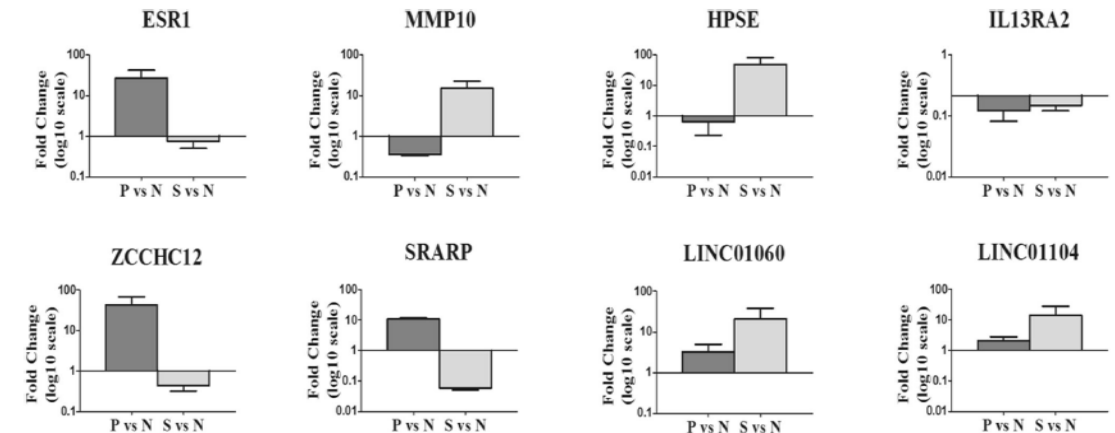 ESR1 MMP10 HPSE IL13RA2
Fold Change
(log10 scale)
100
10
1
0.1
P vs N S vs N
Fold Change
(log10 scale)
100
10
1
0.1
P vs N S vs N
Fold Change
(log10 scale)
100
10
1
0.1
0.01
P vs N S vs N
Fold Change
(log10 scale)
1
0.1
0.01
P vs N S vs N
ZCCHC12 SRARP LINC01060 LINC01104
Fold Change
(log10 scale)
100
10
1
0.1
P vs N S vs N
Fold Change
(log10 scale)
100
10
1
0.1
0.01
P vs N S vs N
Fold Change
(log10 scale)
100
10
1
0.1
P vs N S vs N
Fold Change
(log10 scale)
100
10
1
0.1
0.01
P vs N S vs N